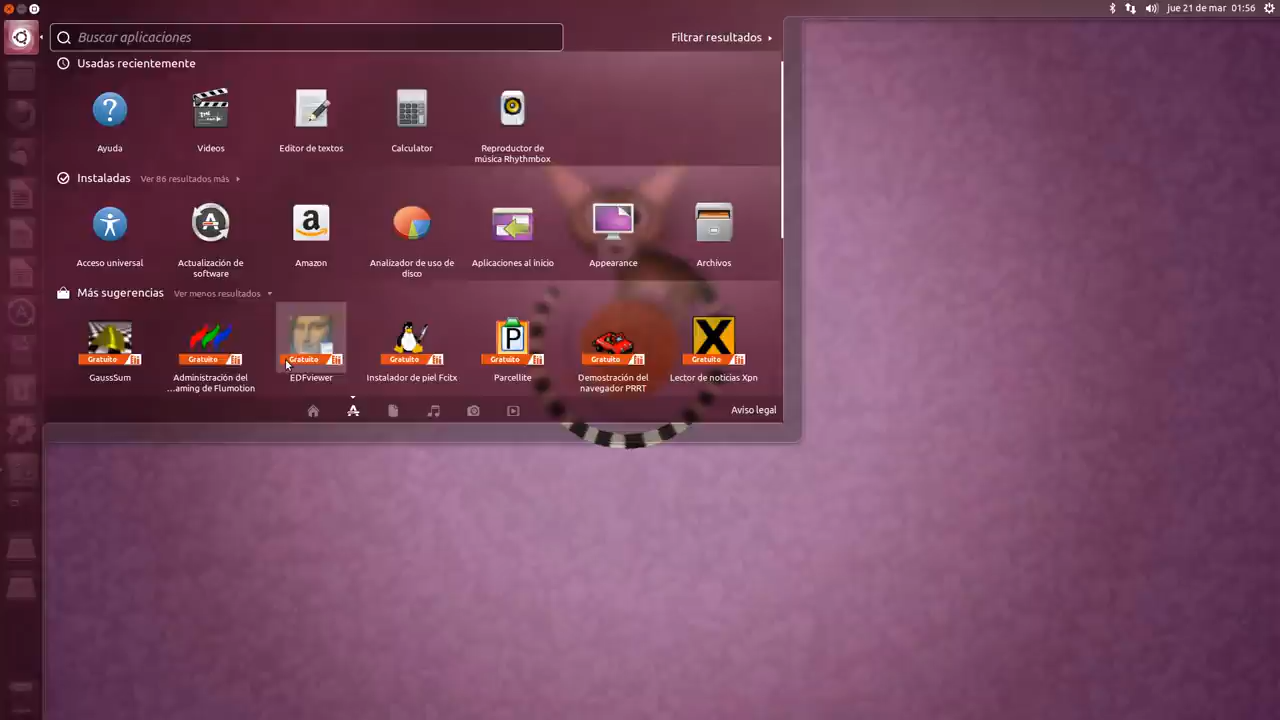 jue 21 de mar 01:56
Buscar aplicaciones
Filtrar resultados
Usadas recientemente
?
THE
Ayuda
Videos
Editor de textos
Calculator
Reproductor de
música Rhythmbox
Instaladas
Ver 86 resultados más
a
Acceso universal
Actualización de
software
Amazon
Analizador de uso de
disco
Aplicaciones al inicio
Appearance
Archivos
Más sugerencias
Ver menos resultados
P
X
Gratuito
Gratuito
Gratuito
Gratuito
Gratuito
Gratuito
Gratuito
GaussSum
Administración del
...aming de Flumotion
EDFviewer
Instalador de piel Fcitx
Parcellite
Demostración del
navegador PRRT
Lector de noticias Xpn
Aviso legal